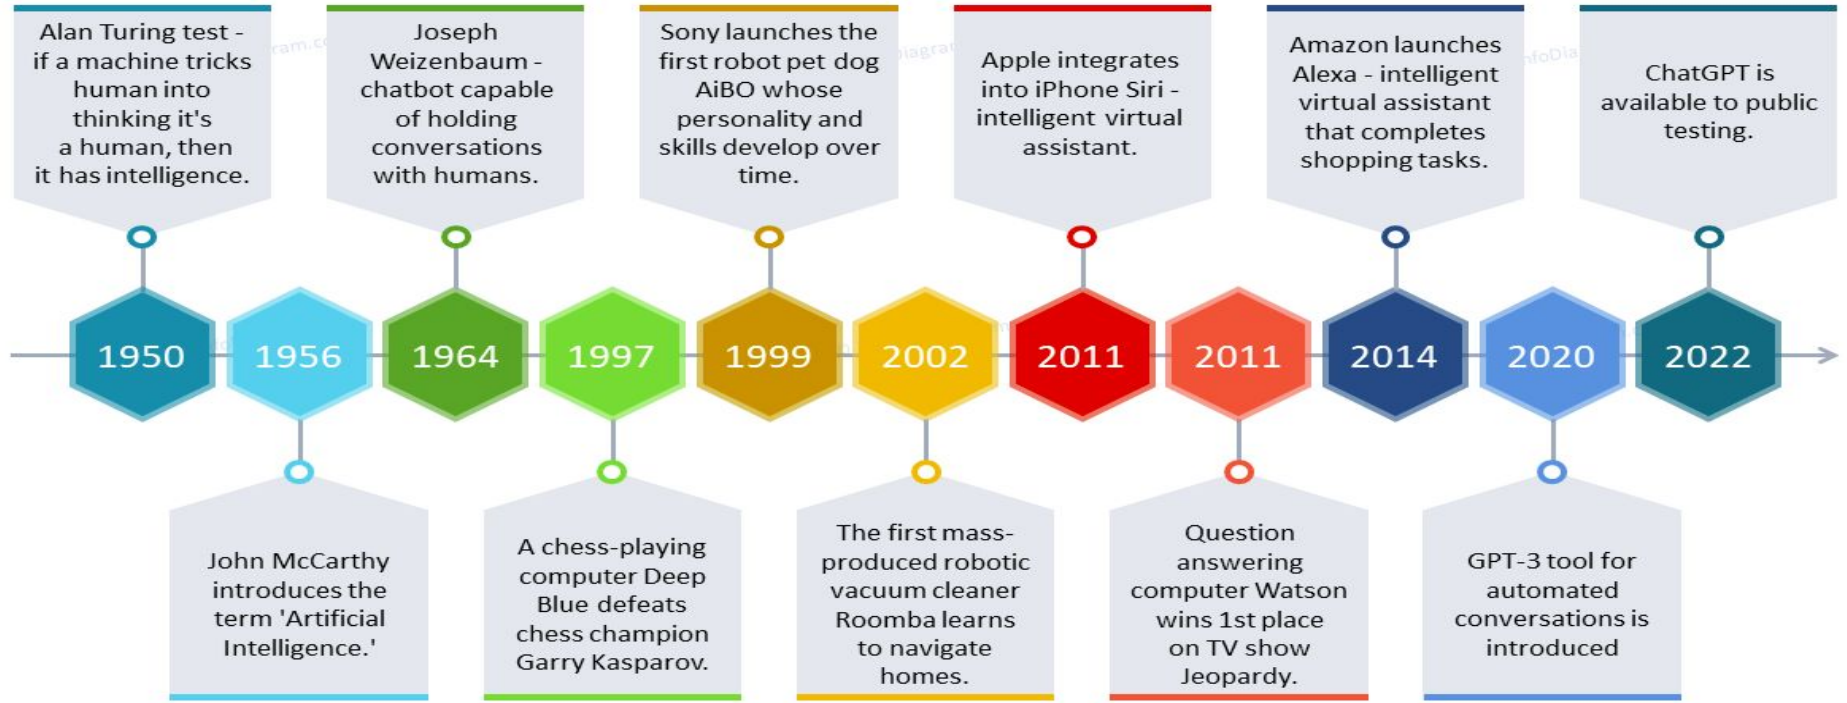 Alan Turing test -
if a machine tricks
human into
thinking it's
a human, then
it has intelligence.
Joseph
Weizenbaum -
chatbot capable
of holding
conversations
with humans.
Sony launches the
first robot pet dog
AiBO whose
personality and
skills develop over
time.
Apple integrates
into iPhone Siri -
intelligent virtual
assistant.
Amazon launches
Alexa - intelligent
virtual assistant
that completes
shopping tasks.
ChatGPT is
available to public
testing.
1950
1956
1964
1997
1999
2002
2011
2011
2014
2020
2022
John McCarthy
introduces the
term 'Artificial
Intelligence.'
A chess-playing
computer Deep
Blue defeats
chess champion
Garry Kasparov.
The first mass-
produced robotic
vacuum cleaner
Roomba learns
to navigate
homes.
Question
answering
computer Watson
wins 1st place
on TV show
Jeopardy.
GPT-3 tool for
automated
conversations is
introduced